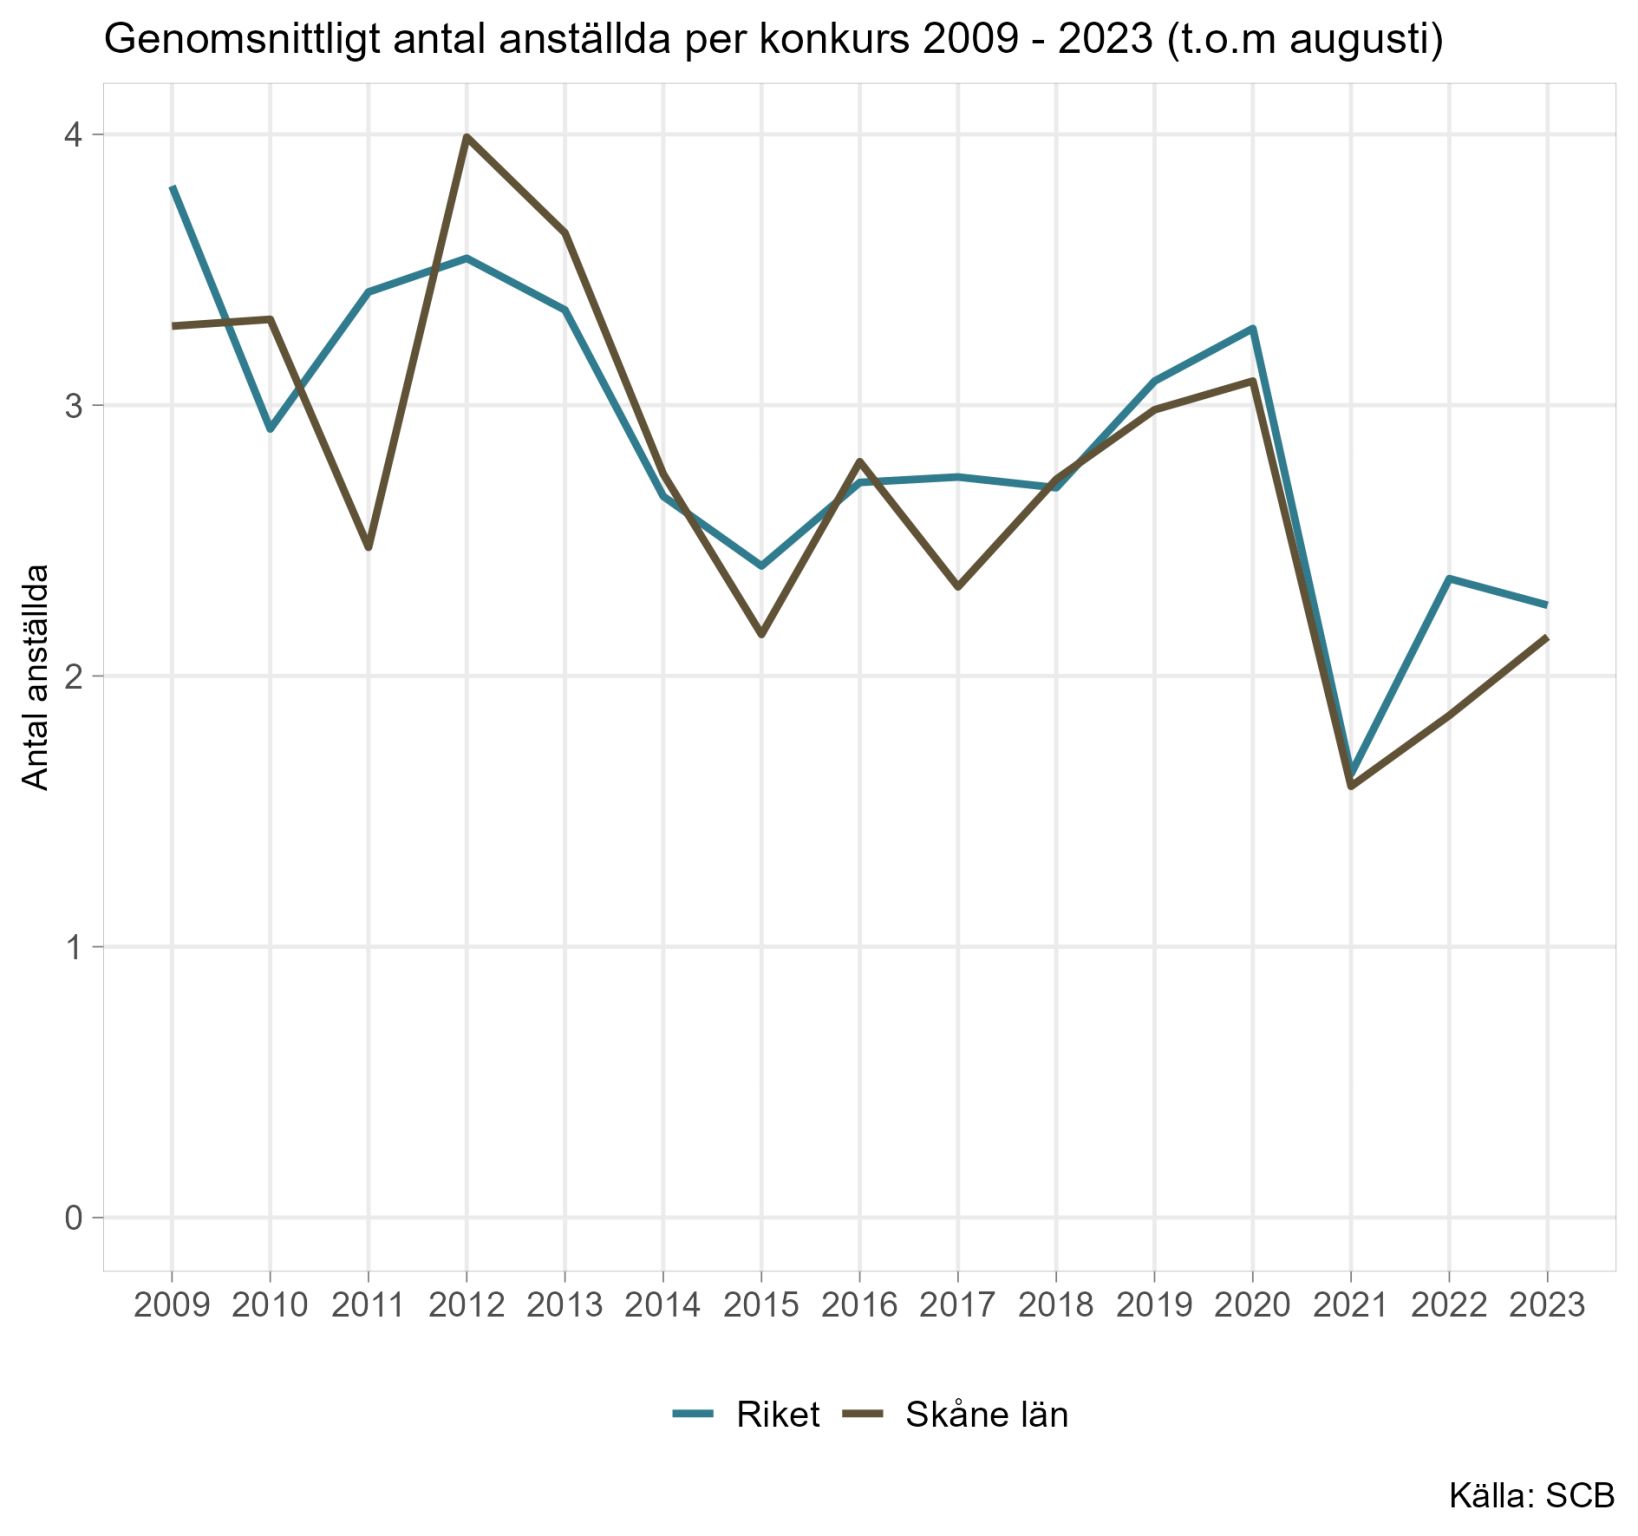 Genomsnittligt antal anställda per konkurs 2009 - 2023 (t.o.m augusti)
Antal anställda
4
3
2
1
0
2009 2010 2011 2012 2013 2014 2015 2016 2017 2018 2019 2020 2021 2022 2023
Riket Skåne län
Källa: SCB